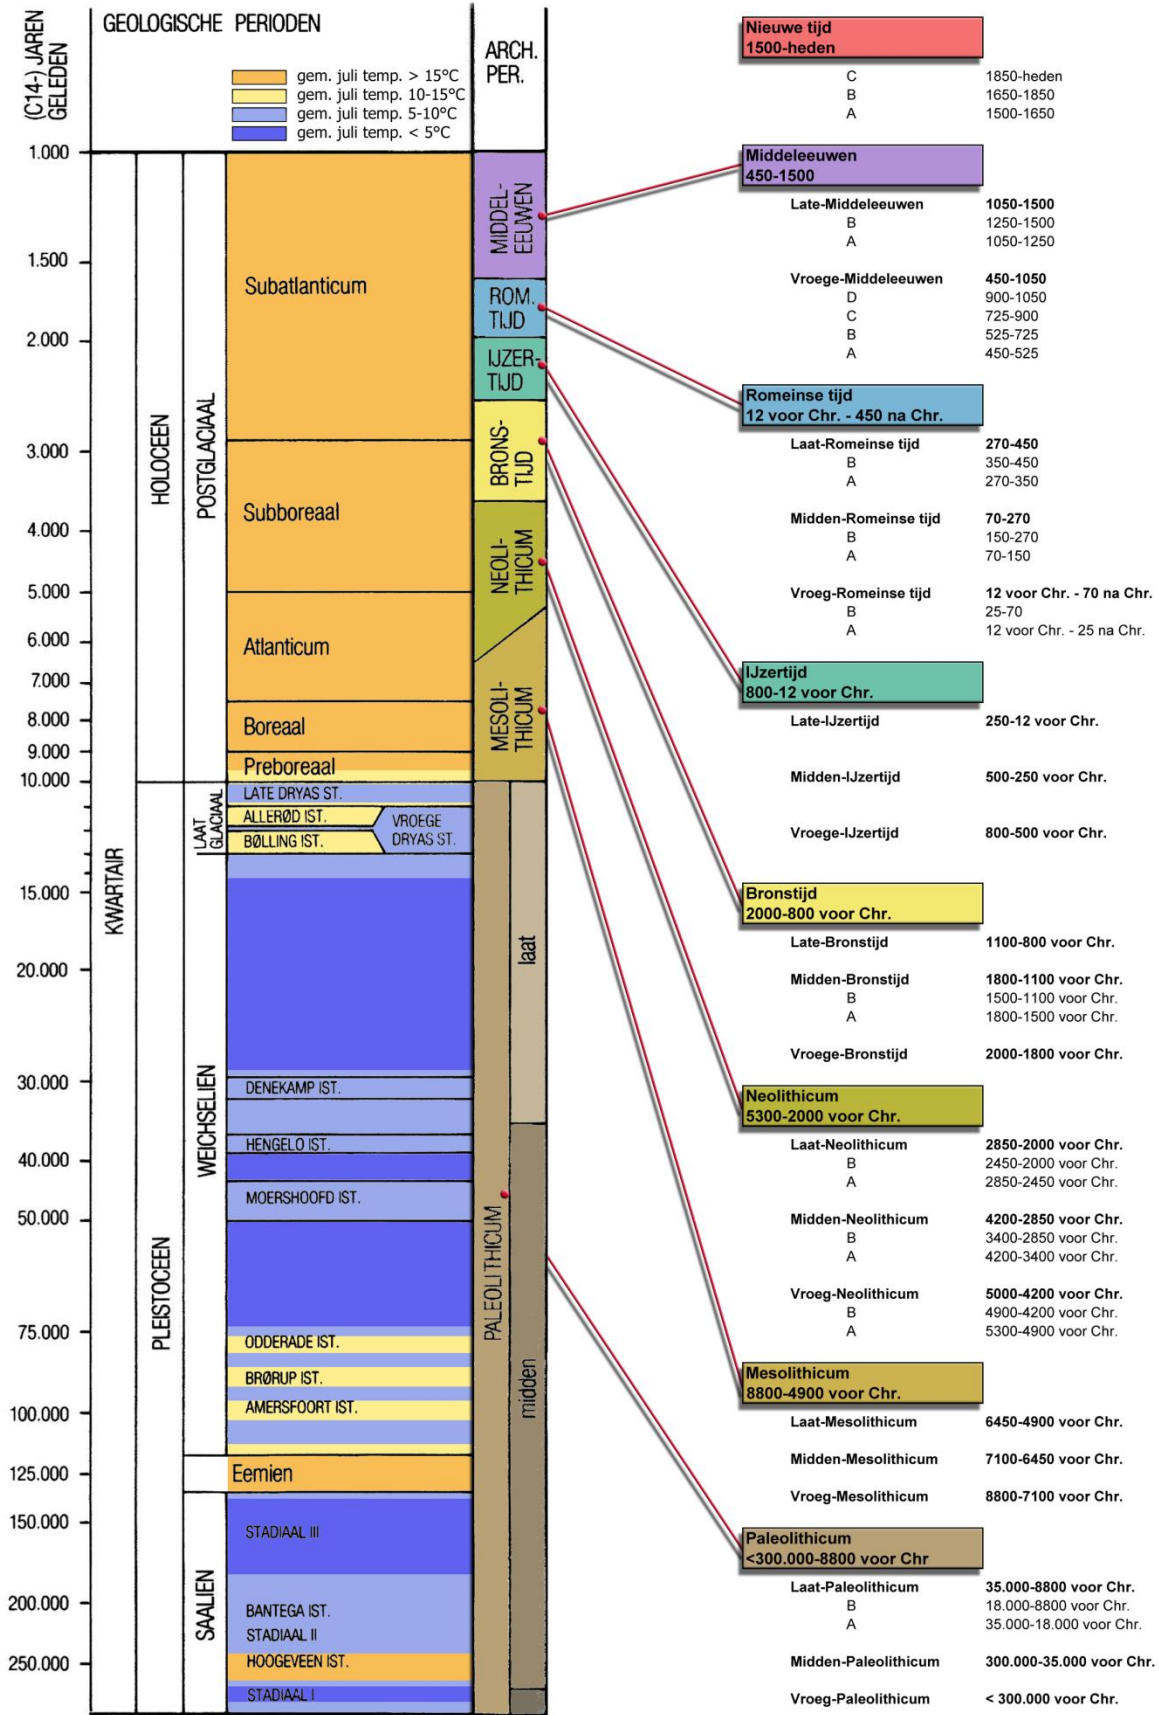 GEOLOGISCHE PERIODEN
(C14-) JAREN
GELEDEN
ARCH.
PER.
gem. juli temp. > 15°C
gem. juli temp. 10-15°C
gem. juli temp. 5-10°C
gem. juli temp. < 5°C
1.000
1.500
2.000
3.000
4.000
5.000
6.000
7.000
8.000
9.000
10.000
15.000
20.000
30.000
40.000
50.000
75.000
100.000
125.000
150.000
200.000
250.000
KWARTAIR
HOLOCEEN
PLEISTOCEEN
POSTGLACIAAL
LAAT
GLACIAAL
WEICHSELIEN
SAALIEN
Subatlanticum
Subboreaal
Atlanticum
Boreaal
Preboreaal
LATE DRYAS ST.
ALLERØD IST.
VROEGE
DRYAS ST.
BØLLING IST.
DENEKAMP IST.
HENGELO IST.
MOERSHOOFD IST.
ODDERADE IST.
BRØRUP IST.
AMERSFOORT IST.
Eemien
STADIAAL III
BANTEGA IST.
STADIAAL II
HOOGEVEEN IST.
STADIAAL I
MIDDEL-
EEUWEN
ROM.
TIJD
IJZER-
TIJD
BRONS-
TIJD
NEOLI-
THICUM
MESOLI-
THICUM
PALEOLITHICUM
laat
midden
Nieuwe tijd
1500-heden
C 1850-heden
B 1650-1850
A 1500-1650
Middeleeuwen
450-1500
Late-Middeleeuwen 1050-1500
B 1250-1500
A 1050-1250
Vroege-Middeleeuwen 450-1050
D 900-1050
C 725-900
B 525-725
A 450-525
Romeinse tijd
12 voor Chr. - 450 na Chr.
Laat-Romeinse tijd 270-450
B 350-450
A 270-350
Midden-Romeinse tijd 70-270
B 150-270
A 70-150
Vroeg-Romeinse tijd 12 voor Chr. - 70 na Chr.
B 25-70
A 12 voor Chr. - 25 na Chr.
IJzertijd
800-12 voor Chr.
Late-IJzertijd 250-12 voor Chr.
Midden-IJzertijd 500-250 voor Chr.
Vroege-IJzertijd 800-500 voor Chr.
Bronstijd
2000-800 voor Chr.
Late-Bronstijd 1100-800 voor Chr.
Midden-Bronstijd 1800-1100 voor Chr.
B 1500-1100 voor Chr.
A 1800-1500 voor Chr.
Vroege-Bronstijd 2000-1800 voor Chr.
Neolithicum
5300-2000 voor Chr.
Laat-Neolithicum 2850-2000 voor Chr.
B 2450-2000 voor Chr.
A 2850-2450 voor Chr.
Midden-Neolithicum 4200-2850 voor Chr.
B 3400-2850 voor Chr.
A 4200-3400 voor Chr.
Vroeg-Neolithicum 5000-4200 voor Chr.
B 4900-4200 voor Chr.
A 5300-4900 voor Chr.
Mesolithicum
8800-4900 voor Chr.
Laat-Mesolithicum 6450-4900 voor Chr.
Midden-Mesolithicum 7100-6450 voor Chr.
Vroeg-Mesolithicum 8800-7100 voor Chr.
Paleolithicum
<300.000-8800 voor Chr
Laat-Paleolithicum 35.000-8800 voor Chr.
B 18.000-8800 voor Chr.
A 35.000-18.000 voor Chr.
Midden-Paleolithicum 300.000-35.000 voor Chr.
Vroeg-Paleolithicum < 300.000 voor Chr.